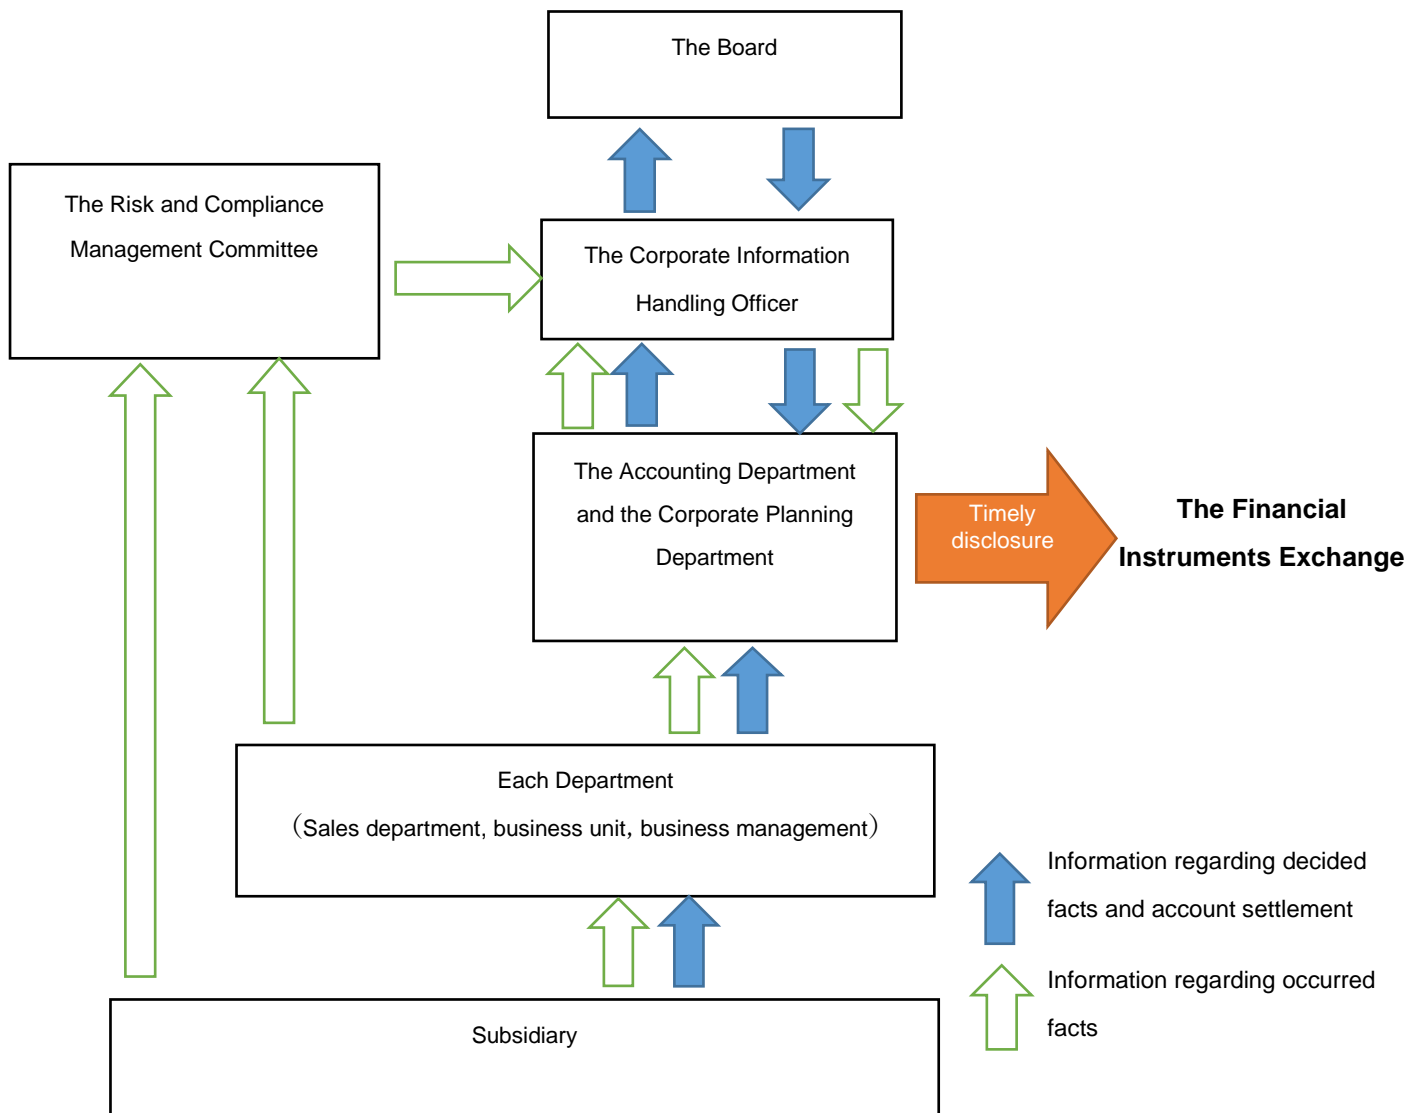 The Board
The Risk and Compliance
Management Committee
The Corporate Information
Handling Officer
The Accounting Department
and the Corporate Planning
Department
Timely
disclosure
The Financial
Instruments Exchange
Each Department
（Sales department, business unit, business management）
Information regarding decided
facts and account settlement
Information regarding occurred
facts
Subsidiary